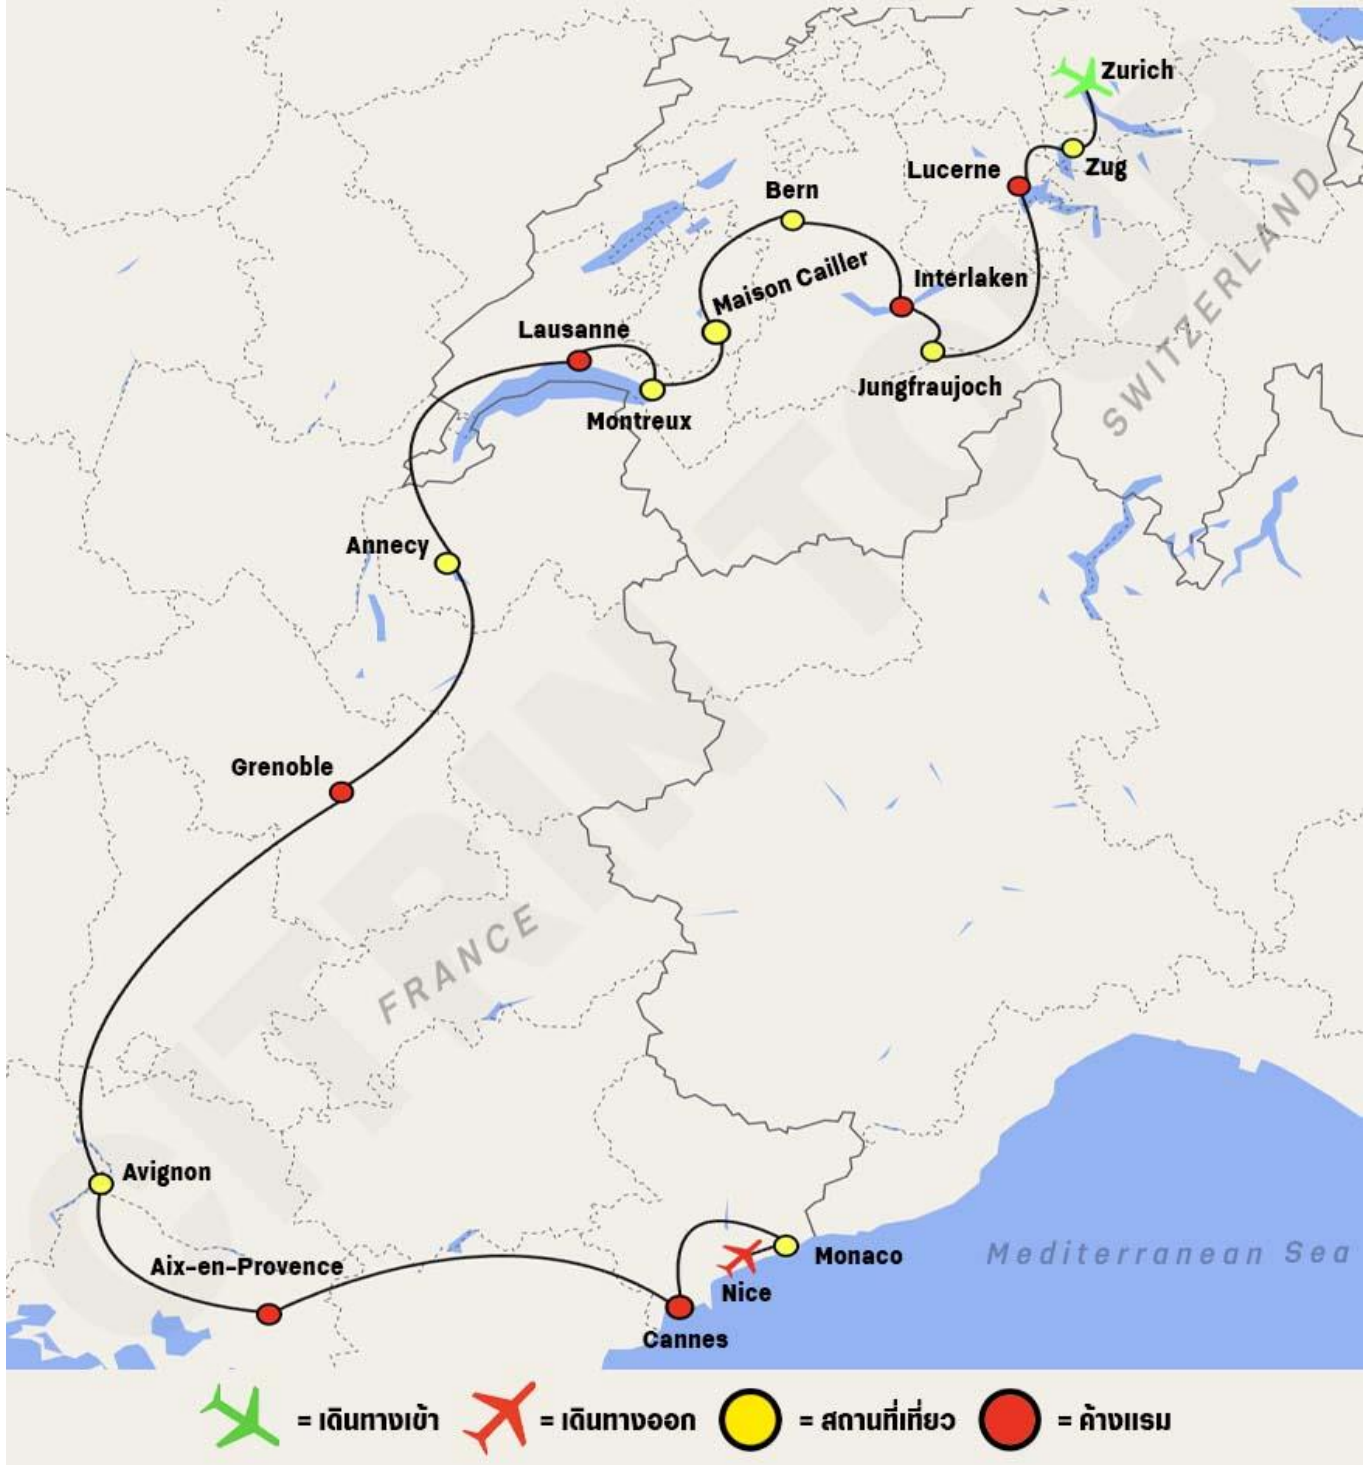 Zurich
Zug
Lucerne
Bern
Maison Cailler
Interlaken
Lausanne
Jungfraujoch
Montreux
SWITZERLAND
Annecy
Grenoble
FRANCE
Avignon
Aix-en-Provence
Monaco
Mediterranean Sea
Nice
Cannes
= เดินทางเข้า
= เดินทางออก
= สถานที่เที่ยว
= ค้างแรม